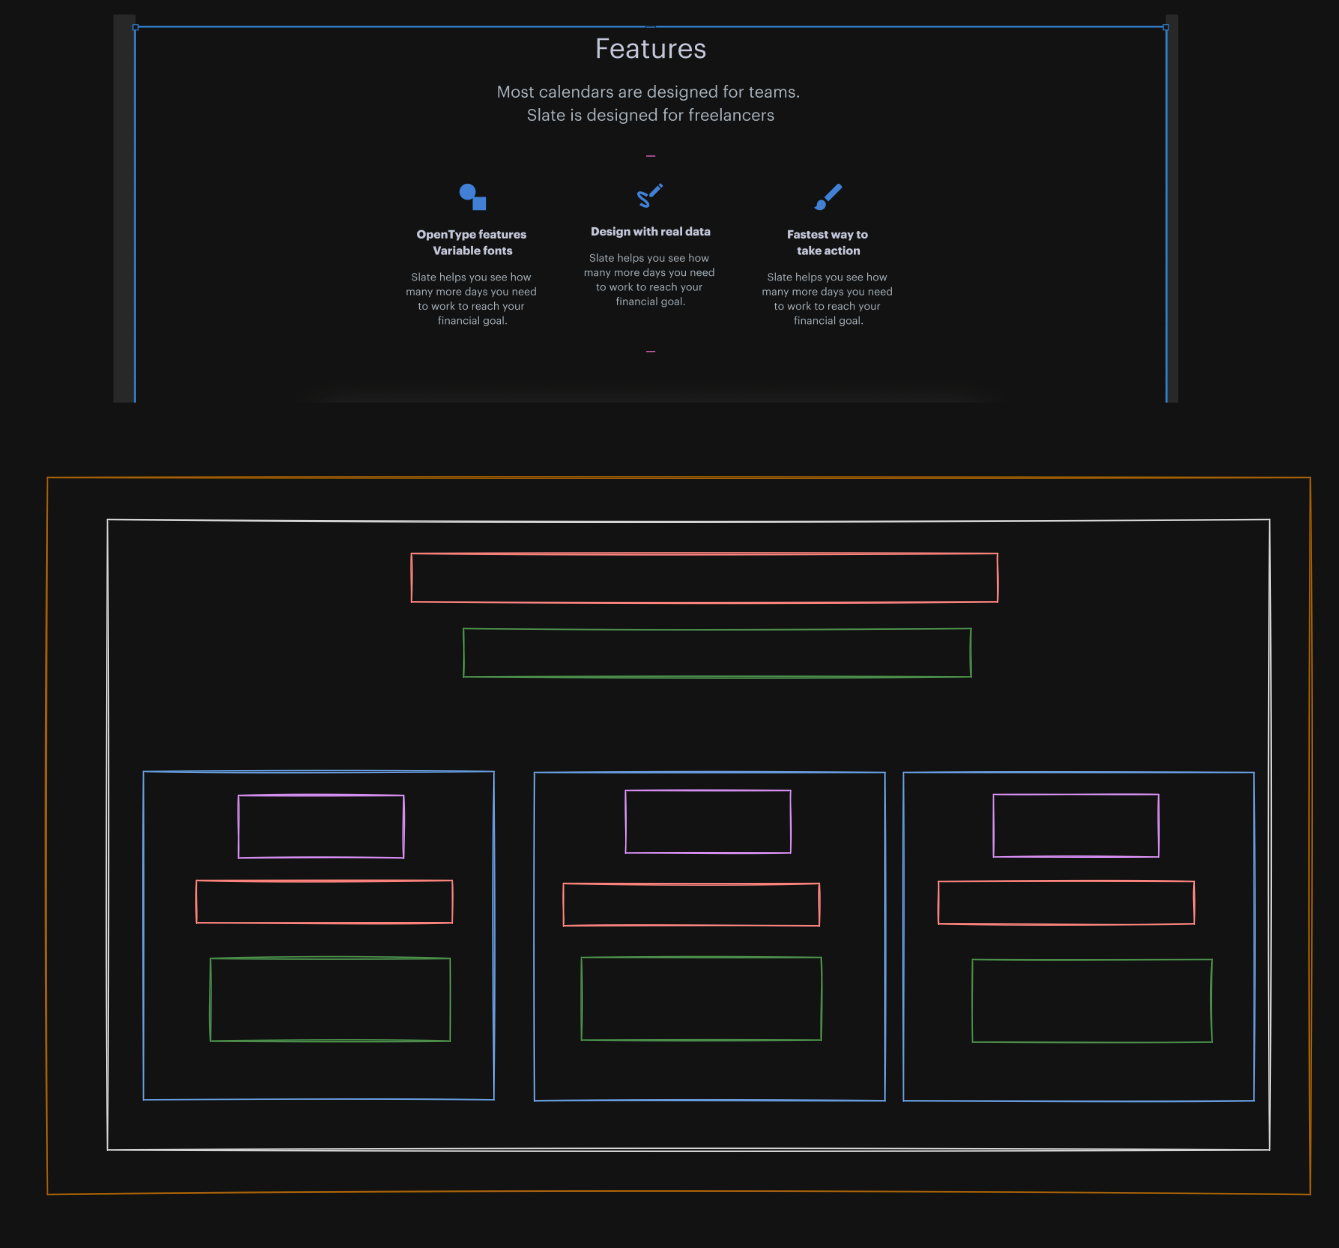 Features
Most calendars are designed for teams.
Slate is designed for freelancers
OpenType features
Variable fonts
Slate helps you see how
many more days you need
to work to reach your
financial goal.
Design with real data
Slate helps you see how
many more days you need
to work to reach your
financial goal.
Fastest way to
take action
Slate helps you see how
many more days you need
to work to reach your
financial goal.